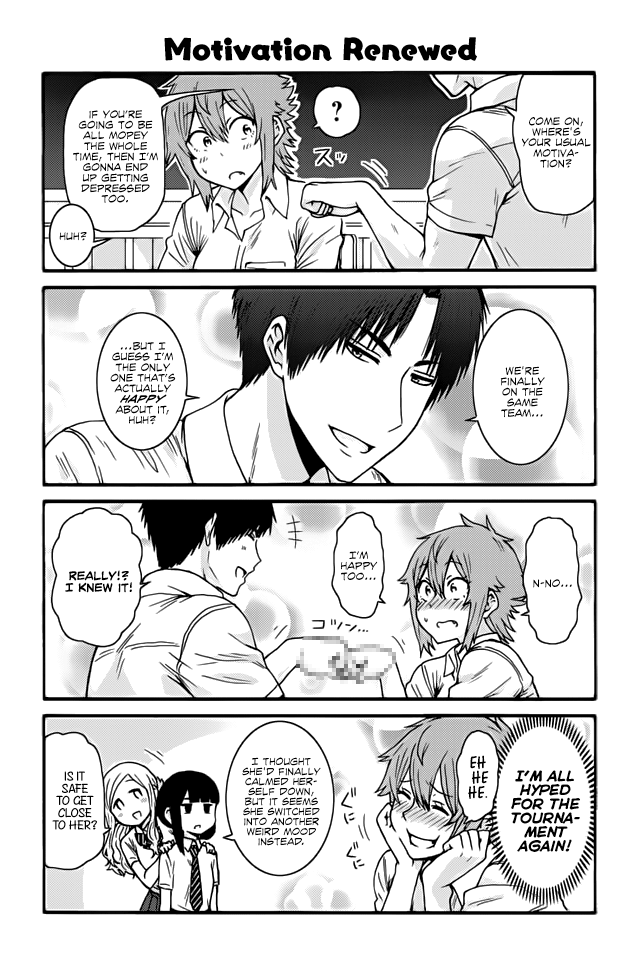 Motivation Renewed
COME ON,
WHERE'S
YOUR USUAL
MOTIVA-
TION?
?
スッ
IF YOU'RE
GOING TO BE
ALL MOPEY
THE WHOLE
TIME, THEN I'M
GONNA END
UP GETTING
DEPRESSED
TOO.
HUH?
WE'RE
FINALLY
ON THE
SAME
TEAM...
...BUT I
GUESS I'M
THE ONLY
ONE THAT'S
ACTUALLY
HAPPY
ABOUT IT,
HUH?
N-NO...
I'M
HAPPY
TOO...
コツン...
REALLY!?
I KNEW IT!
I'M ALL
HYPED
FOR THE
TOURNA-
MENT
AGAIN!
EH
HE
HE.
I THOUGHT
SHE'D FINALLY
CALMED HER-
SELF DOWN,
BUT IT SEEMS
SHE SWITCHED
INTO ANOTHER
WEIRD MOOD
INSTEAD.
IS IT
SAFE
TO GET
CLOSE
TO HER?